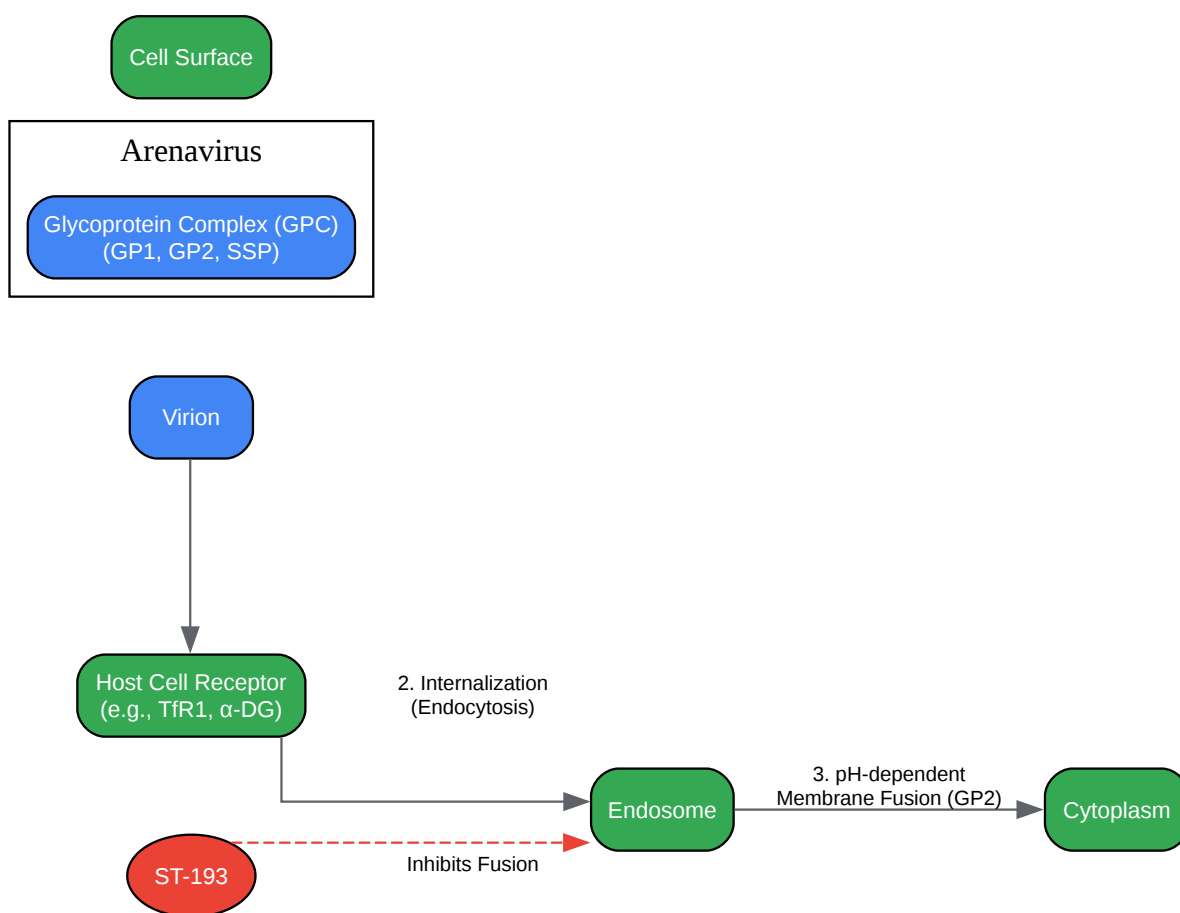 Cell Surface
Arenavirus
Glycoprotein Complex (GPC)
(GP1, GP2, SSP)
Virion
Host Cell Receptor
(e.g., TfR1, α-DG)
2. Internalization
(Endocytosis)
Endosome
3. pH-dependent
Membrane Fusion (GP2)
Cytoplasm
ST-193
Inhibits Fusion